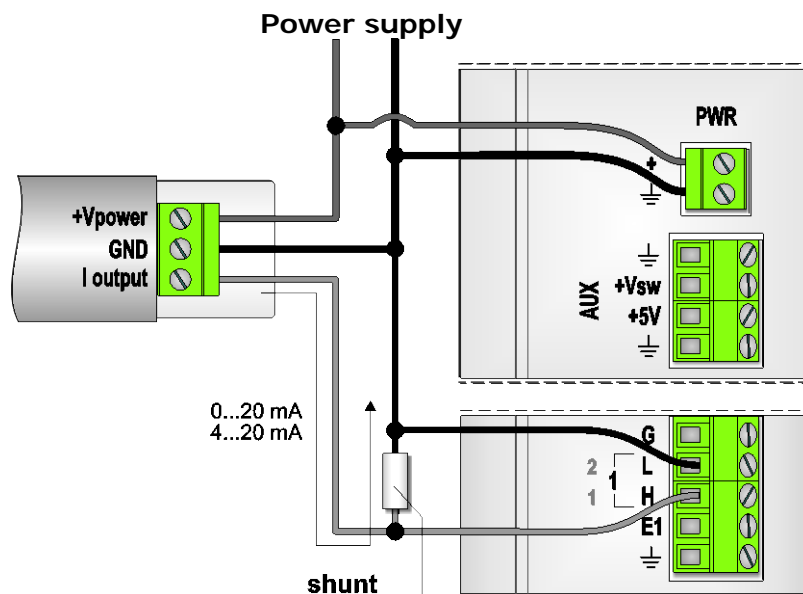 Power supply
PWR
+
+Vpower
GND
I output
AUX
+Vsw
+5V
0...20 mA
4...20 mA
G
2 L
1
1 H
E1
shunt